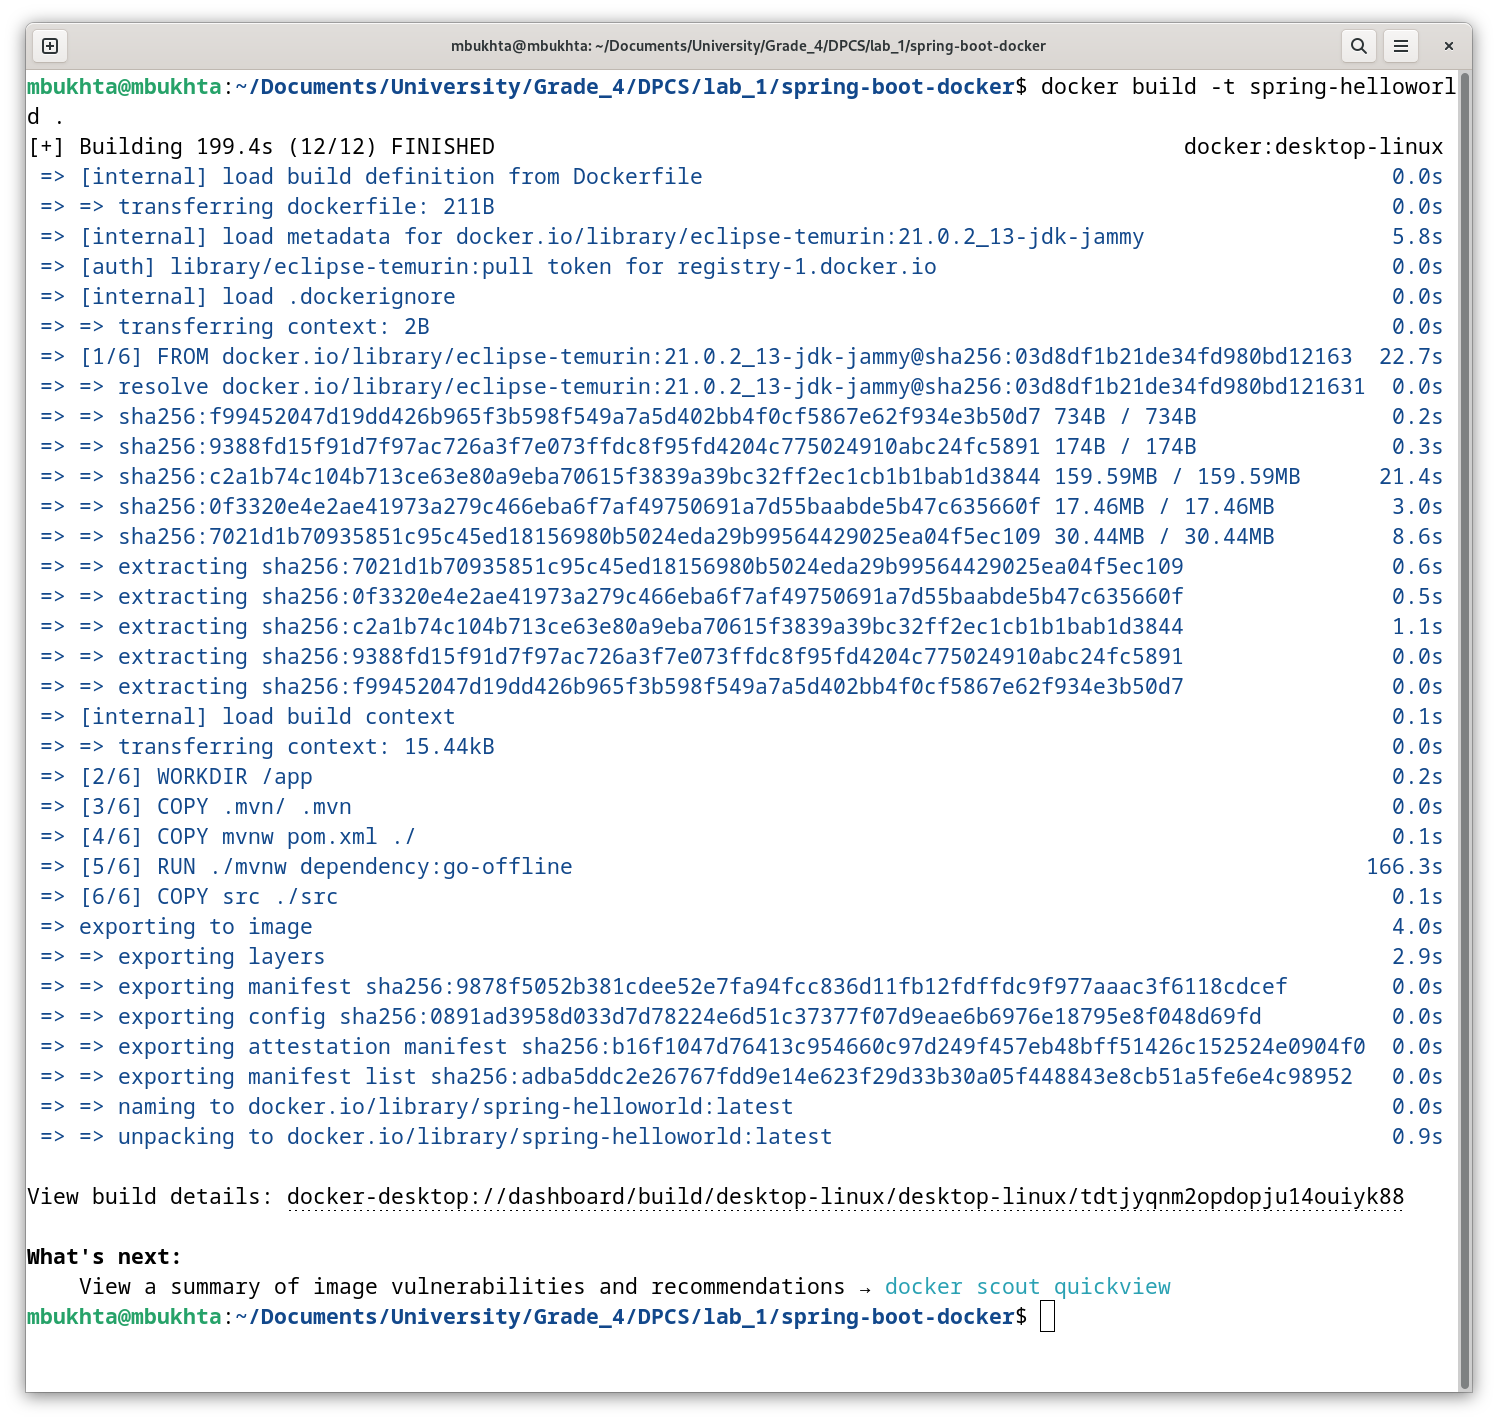 mbukhta@mbukhta: ~/Documents/University/Grade_4/DPCS/lab_1/spring-boot-docker
mbukhta@mbukhta:~/Documents/University/Grade_4/DPCS/lab_1/spring-boot-docker$ docker build -t spring-helloworl
d .
[+] Building 199.4s (12/12) FINISHED docker:desktop-linux
=> [internal] load build definition from Dockerfile 0.0s
=> => transferring dockerfile: 211B 0.0s
=> [internal] load metadata for docker.io/library/eclipse-temurin:21.0.2_13-jdk-jammy 5.8s
=> [auth] library/eclipse-temurin:pull token for registry-1.docker.io 0.0s
=> [internal] load .dockerignore 0.0s
=> => transferring context: 2B 0.0s
=> [1/6] FROM docker.io/library/eclipse-temurin:21.0.2_13-jdk-jammy@sha256:03d8df1b21de34fd980bd12163 22.7s
=> => resolve docker.io/library/eclipse-temurin:21.0.2_13-jdk-jammy@sha256:03d8df1b21de34fd980bd121631 0.0s
=> => sha256:f99452047d19dd426b965f3b598f549a7a5d402bb4f0cf5867e62f934e3b50d7 734B / 734B 0.2s
=> => sha256:9388fd15f91d7f97ac726a3f7e073ffdc8f95fd4204c775024910abc24fc5891 174B / 174B 0.3s
=> => sha256:c2a1b74c104b713ce63e80a9eba70615f3839a39bc32ff2ec1cb1b1bab1d3844 159.59MB / 159.59MB 21.4s
=> => sha256:0f3320e4e2ae41973a279c466eba6f7af49750691a7d55baabde5b47c635660f 17.46MB / 17.46MB 3.0s
=> => sha256:7021d1b70935851c95c45ed18156980b5024eda29b99564429025ea04f5ec109 30.44MB / 30.44MB 8.6s
=> => extracting sha256:7021d1b70935851c95c45ed18156980b5024eda29b99564429025ea04f5ec109 0.6s
=> => extracting sha256:0f3320e4e2ae41973a279c466eba6f7af49750691a7d55baabde5b47c635660f 0.5s
=> => extracting sha256:c2a1b74c104b713ce63e80a9eba70615f3839a39bc32ff2ec1cb1b1bab1d3844 1.1s
=> => extracting sha256:9388fd15f91d7f97ac726a3f7e073ffdc8f95fd4204c775024910abc24fc5891 0.0s
=> => extracting sha256:f99452047d19dd426b965f3b598f549a7a5d402bb4f0cf5867e62f934e3b50d7 0.0s
=> [internal] load build context 0.1s
=> => transferring context: 15.44kB 0.0s
=> [2/6] WORKDIR /app 0.2s
=> [3/6] COPY .mvn/ .mvn 0.0s
=> [4/6] COPY mvnw pom.xml ./ 0.1s
=> [5/6] RUN ./mvnw dependency:go-offline 166.3s
=> [6/6] COPY src ./src 0.1s
=> exporting to image 4.0s
=> => exporting layers 2.9s
=> => exporting manifest sha256:9878f5052b381cdee52e7fa94fcc836d11fb12fdffdc9f977aaac3f6118cdcef 0.0s
=> => exporting config sha256:0891ad3958d033d7d78224e6d51c37377f07d9eae6b6976e18795e8f048d69fd 0.0s
=> => exporting attestation manifest sha256:b16f1047d76413c954660c97d249f457eb48bff51426c152524e0904f0 0.0s
=> => exporting manifest list sha256:adba5ddc2e26767fdd9e14e623f29d33b30a05f448843e8cb51a5fe6e4c98952 0.0s
=> => naming to docker.io/library/spring-helloworld:latest 0.0s
=> => unpacking to docker.io/library/spring-helloworld:latest 0.9s
View build details: docker-desktop://dashboard/build/desktop-linux/desktop-linux/tdtjyqnm2opdopju14ouiyk88
What's next:
View a summary of image vulnerabilities and recommendations → docker scout quickview
mbukhta@mbukhta:~/Documents/University/Grade_4/DPCS/lab_1/spring-boot-docker$